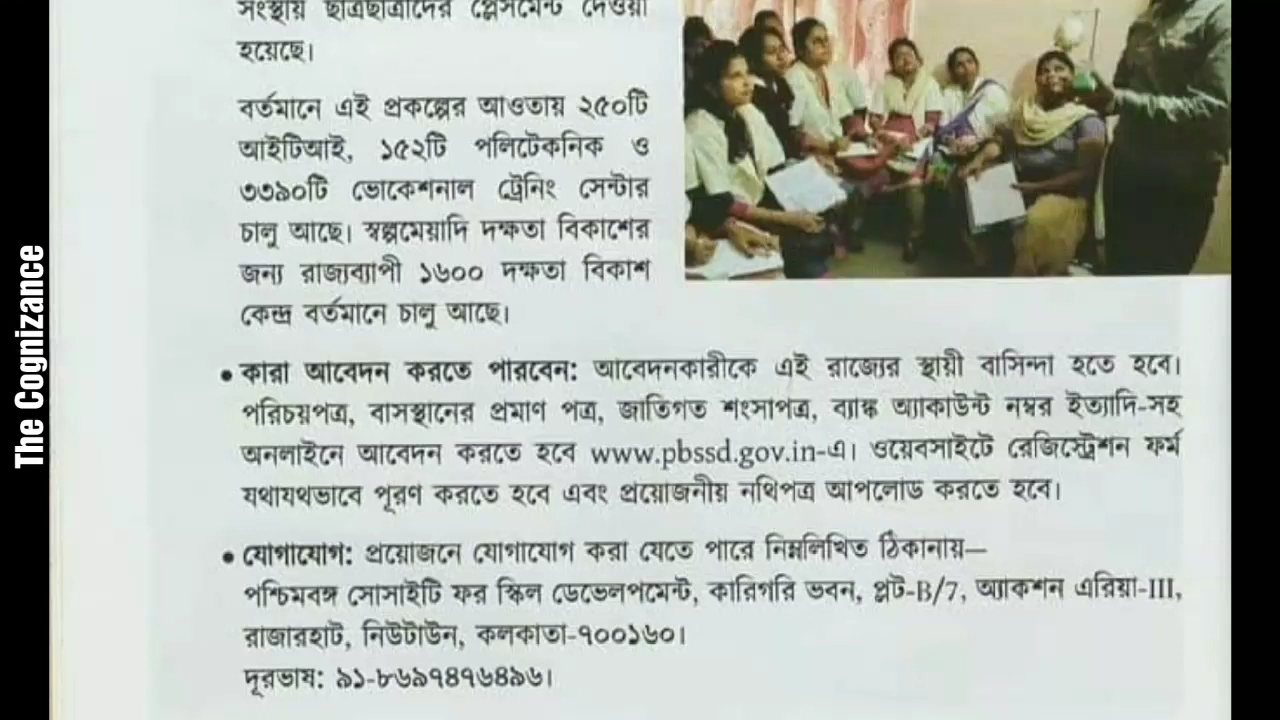 সংস্থায় ছাত্রছাত্রীদের প্লেসমেন্ট দেওয়া
হয়েছে।
বর্তমানে এই প্রকল্পের আওতায় ২৫০টি
আইটিআই, ১৫২টি পলিটেকনিক ও
৩৩৯০টি ভোকেশনাল ট্রেনিং সেন্টার
চালু আছে। স্বল্পমেয়াদি দক্ষতা বিকাশের
জন্য রাজ্যব্যাপী ১৬০০ দক্ষতা বিকাশ
কেন্দ্র বর্তমানে চালু আছে।
• কারা আবেদন করতে পারবেন: আবেদনকারীকে এই রাজ্যের স্থায়ী বাসিন্দা হতে হবে।
পরিচয়পত্র, বাসস্থানের প্রমাণ পত্র, জাতিগত শংসাপত্র, ব্যাঙ্ক অ্যাকাউন্ট নম্বর ইত্যাদি-সহ
অনলাইনে আবেদন করতে হবে www.pbssd.gov.in-এ। ওয়েবসাইটে রেজিস্ট্রেশন ফর্ম
যথাযথভাবে পূরণ করতে হবে এবং প্রয়োজনীয় নথিপত্র আপলোড করতে হবে।
• যোগাযোগ: প্রয়োজনে যোগাযোগ করা যেতে পারে নিম্নলিখিত ঠিকানায়—
পশ্চিমবঙ্গ সোসাইটি ফর স্কিল ডেভেলপমেন্ট, কারিগরি ভবন, প্লট-B/7, অ্যাকশন এরিয়া-III,
রাজারহাট, নিউটাউন, কলকাতা-৭০০১৬০।
দূরভাষ: ৯১-৮৬৯৭৪৭৬৪৯৬।
The Cognizance